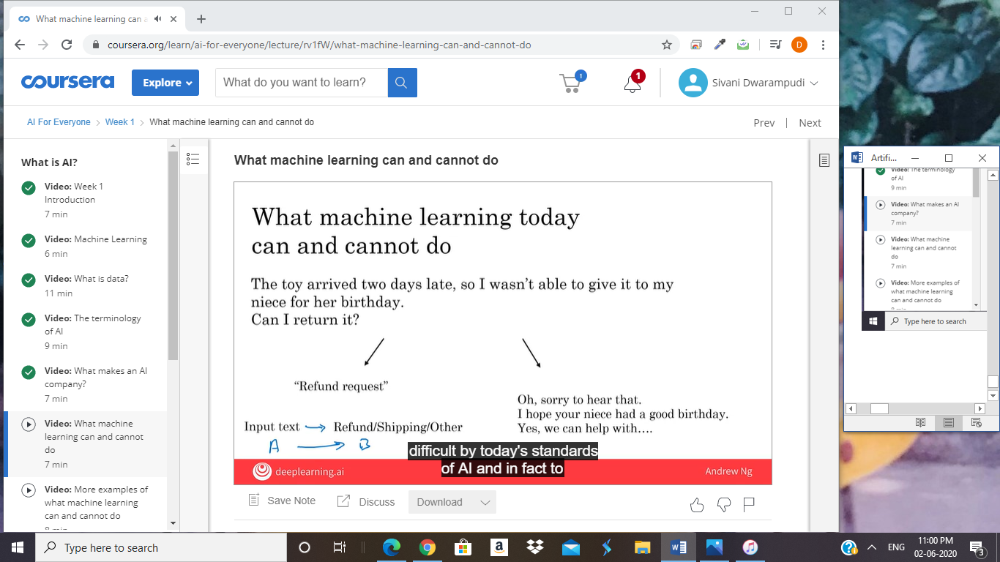 What machine learning can a
coursera.org/learn/ai-for-everyone/lecture/rv1fW/what-machine-learning-can-and-cannot-do
D
coursera
Explore
What do you want to learn?
1
1
Sivani Dwarampudi
AI For Everyone > Week 1 > What machine learning can and cannot do
Prev | Next
What is AI?
Video: Week 1
Introduction
7 min
Video: Machine Learning
6 min
Video: What is data?
11 min
Video: The terminology
of AI
9 min
Video: What makes an AI
company?
7 min
Video: What machine
learning can and cannot
do
7 min
Video: More examples of
what machine learning
can and cannot do
8 min
What machine learning can and cannot do
What machine learning today
can and cannot do
The toy arrived two days late, so I wasn't able to give it to my
niece for her birthday.
Can I return it?
"Refund request"
Oh, sorry to hear that.
I hope your niece had a good birthday.
Yes, we can help with....
Input text → Refund/Shipping/Other
A → B
difficult by today's standards
of AI and in fact to
deeplearning.ai
Andrew Ng
Save Note
Discuss
Download
Artifi...
Video: The terminology
of AI
9 min
Video: What makes an AI
company?
7 min
Video: What machine
learning can and cannot
do
7 min
Video: More examples of
what machine learning
can and cannot do
Type here to search
Type here to search
ENG
11:00 PM
02-06-2020
3